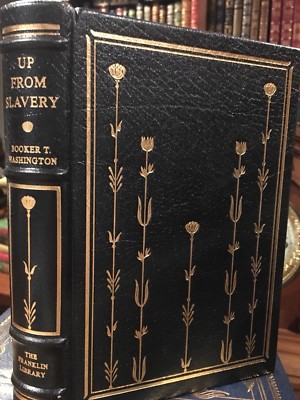 UP
FROM
SLAVERY
BOOKER T.
WASHINGTON
THE
FRANKLIN
LIBRARY